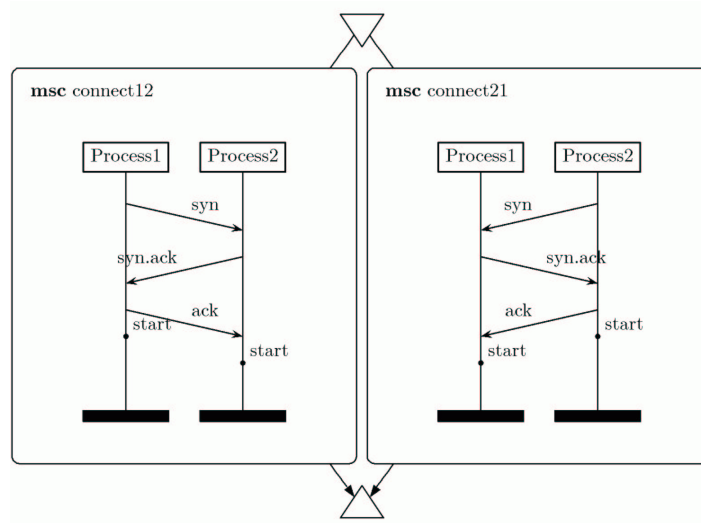 msc connect12
Process1 Process2
syn
syn.ack
ack
start
start
msc connect21
Process1 Process2
syn
syn.ack
ack
start
start